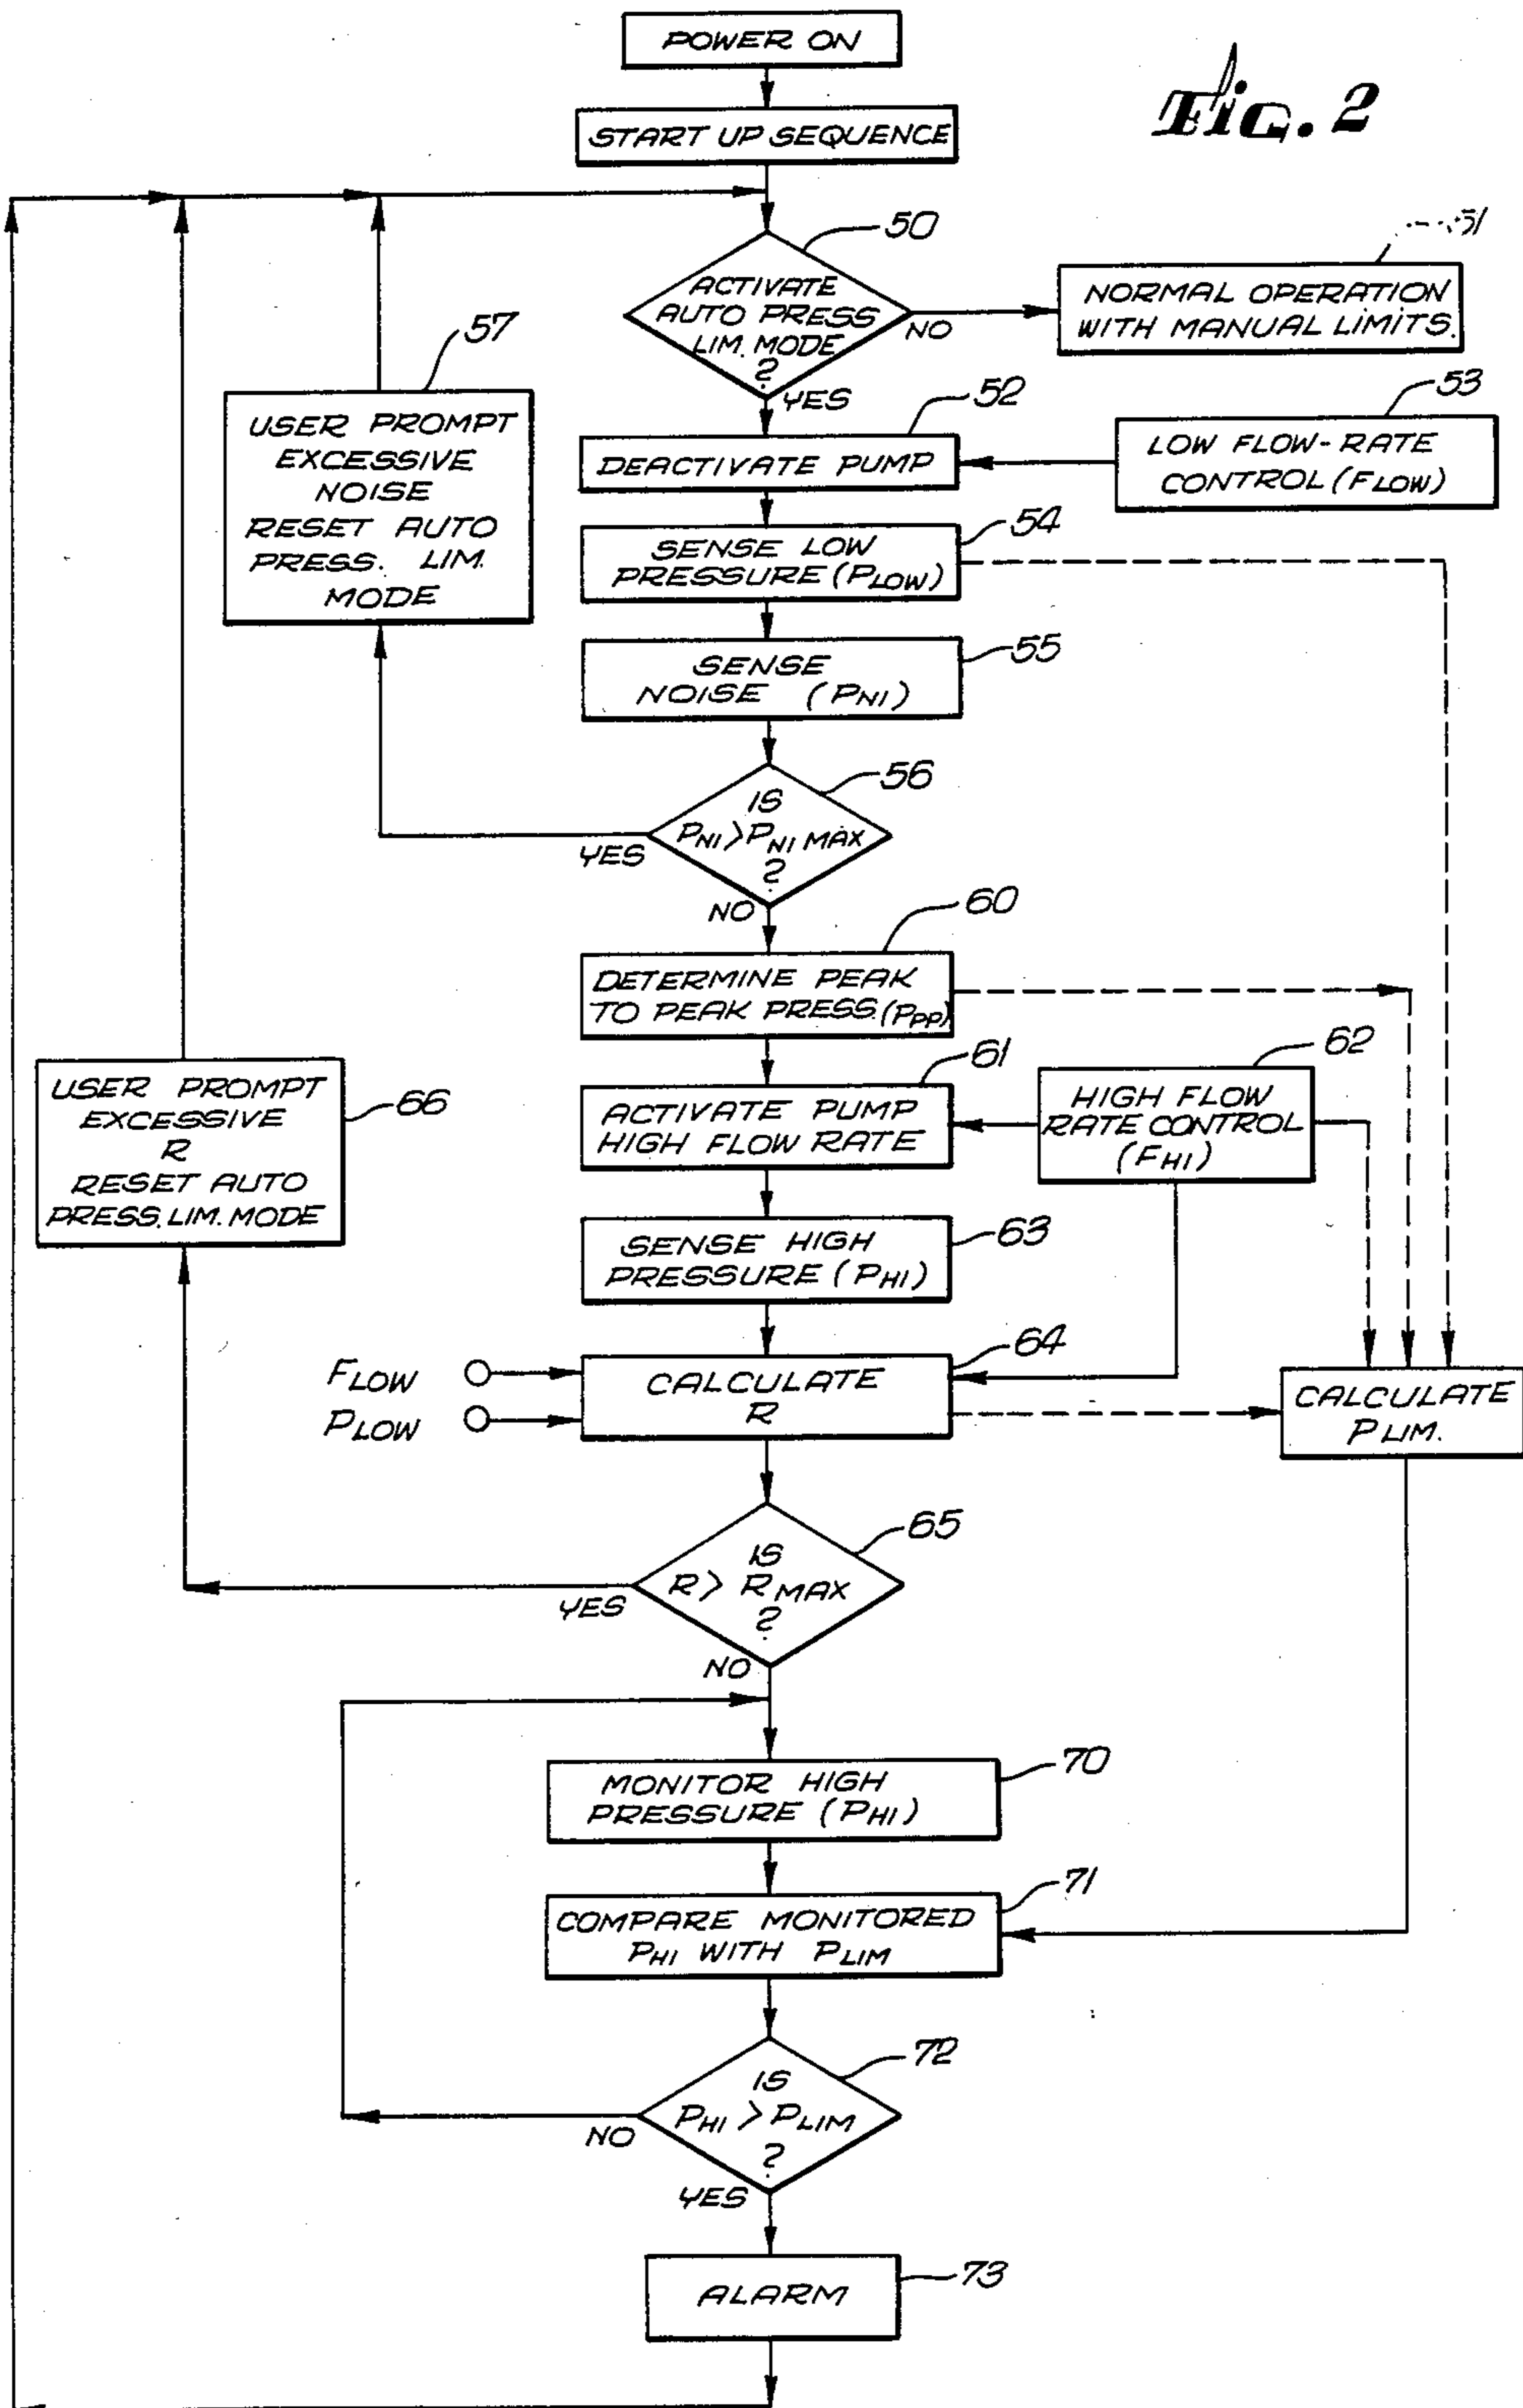 POWER ON
Fig. 2
START UP SEQUENCE
50
51
ACTIVATE
AUTO PRESS
LIM. MODE
?
NO
YES
NORMAL OPERATION
WITH MANUAL LIMITS.
57
USER PROMPT
EXCESSIVE
NOISE
RESET AUTO
PRESS. LIM.
MODE
52
DEACTIVATE PUMP
53
LOW FLOW-RATE
CONTROL (FLOW)
54
SENSE LOW
PRESSURE (PLOW)
55
SENSE
NOISE (PNI)
56
IS
PNI > PNI MAX
?
YES
NO
60
DETERMINE PEAK
TO PEAK PRESS. (PPP)
61
ACTIVATE PUMP
HIGH FLOW RATE
62
HIGH FLOW
RATE CONTROL
(FHI)
USER PROMPT
EXCESSIVE
R
RESET AUTO
PRESS. LIM. MODE
66
63
SENSE HIGH
PRESSURE (PHI)
64
FLOW
PLOW
CALCULATE
R
CALCULATE
PLIM.
65
IS
R > RMAX
?
YES
NO
70
MONITOR HIGH
PRESSURE (PHI)
71
COMPARE MONITORED
PHI WITH PLIM
72
IS
PHI > PLIM
?
NO
YES
73
ALARM